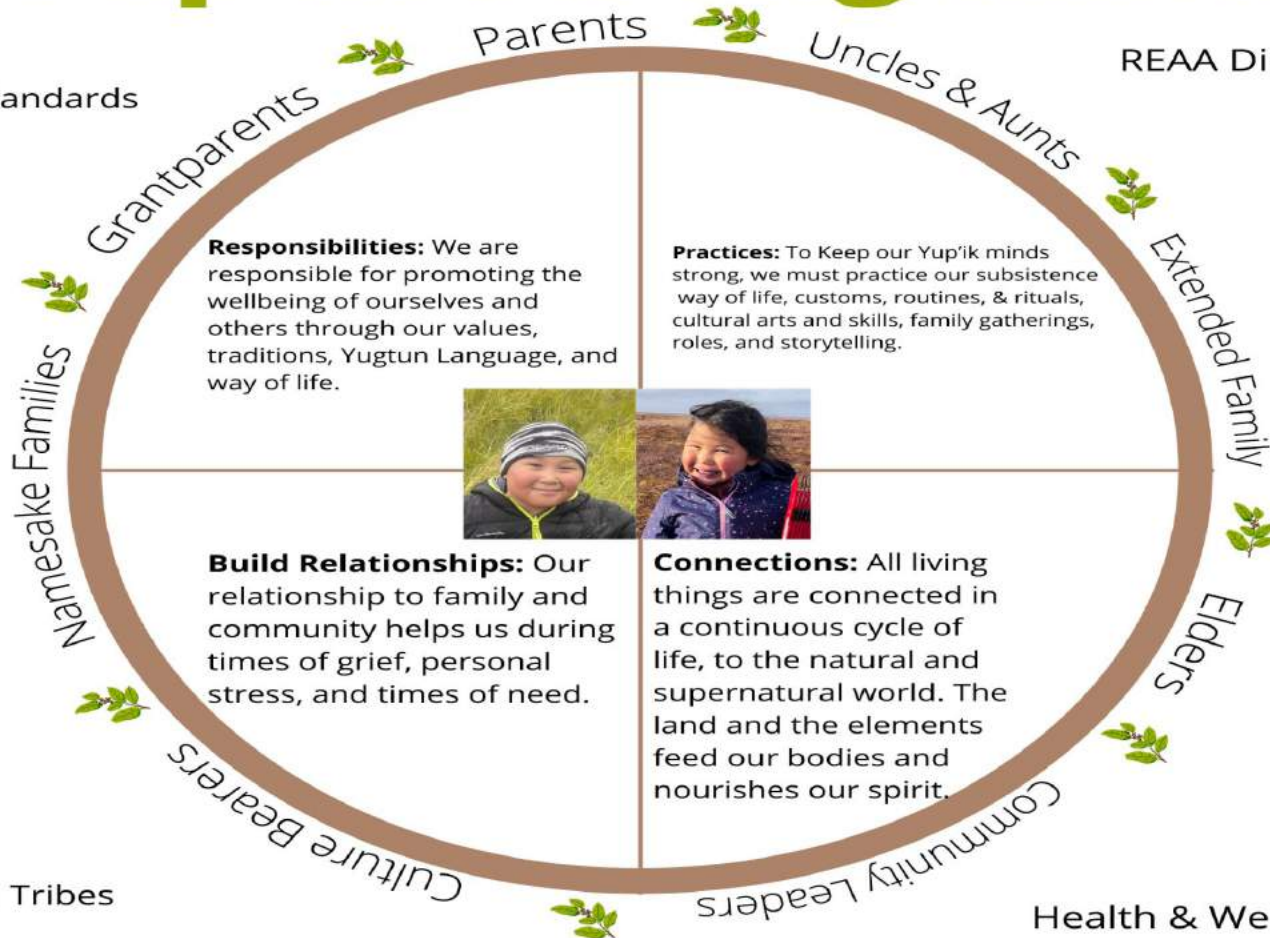 Parents
Uncles & Aunts
REAA Di
andards
Grantparents
Extended Family
Responsibilities: We are
responsible for promoting the
wellbeing of ourselves and
others through our values,
traditions, Yugtun Language, and
way of life.
Practices: To Keep our Yup'ik minds
strong, we must practice our subsistence
way of life, customs, routines, & rituals,
cultural arts and skills, family gatherings,
roles, and storytelling.
Namesake Families
Build Relationships: Our
relationship to family and
community helps us during
times of grief, personal
stress, and times of need.
Connections: All living
things are connected in
a continuous cycle of
life, to the natural and
supernatural world. The
land and the elements
feed our bodies and
nourishes our spirit.
Elders
Culture Bearers
Community Leaders
Tribes
Health & We